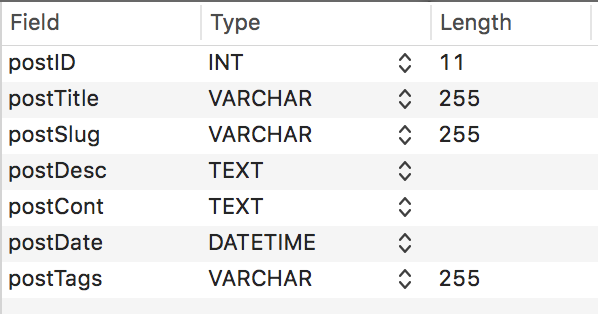 Field Type Length
postID INT 11
postTitle VARCHAR 255
postSlug VARCHAR 255
postDesc TEXT
postCont TEXT
postDate DATETIME
postTags VARCHAR 255